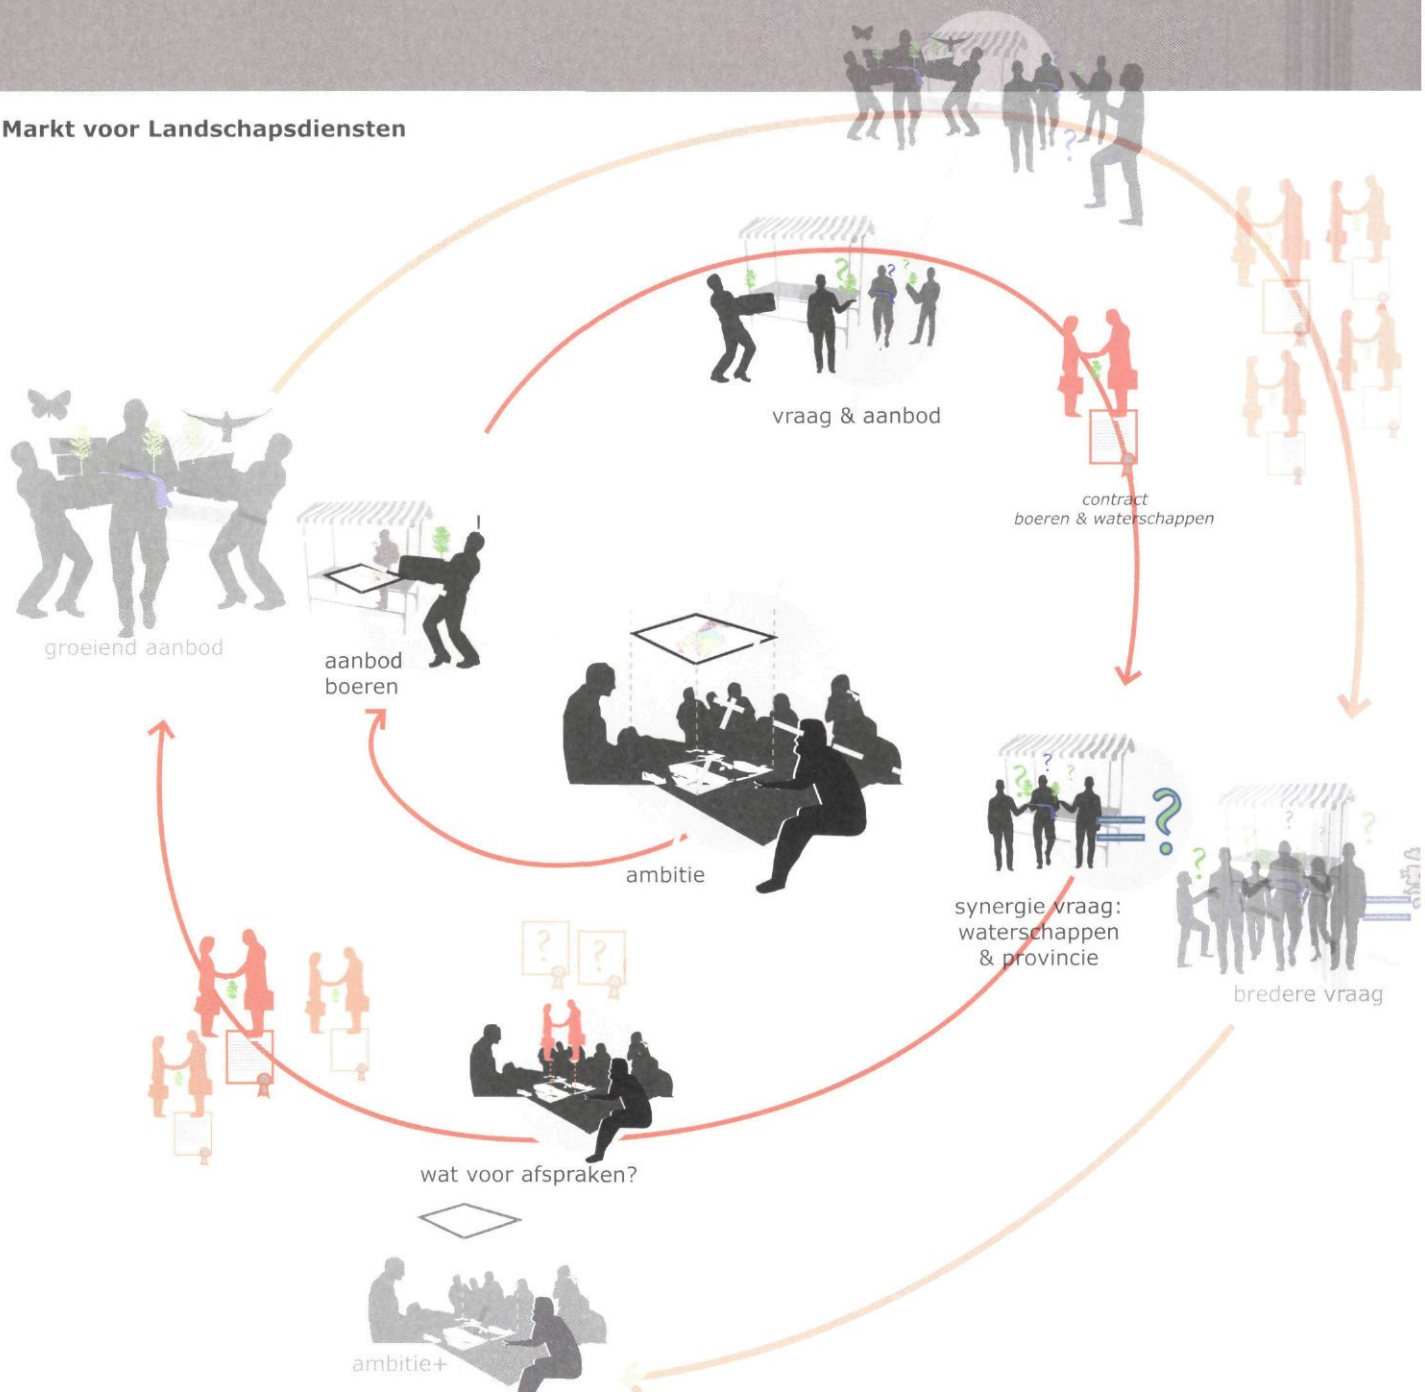 Markt voor Landschapsdiensten
vraag & aanbod
contract
boeren & waterschappen
groeiend aanbod
aanbod
boeren
ambitie
synergie vraag:
waterschappen
& provincie
bredere vraag
wat voor afspraken?
ambitie+